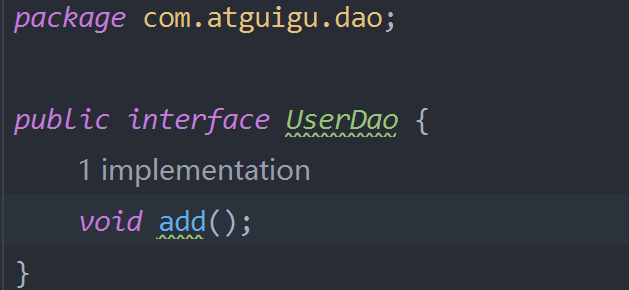 package com.atguigu.dao;
public interface UserDao {
1 implementation
void add();
}